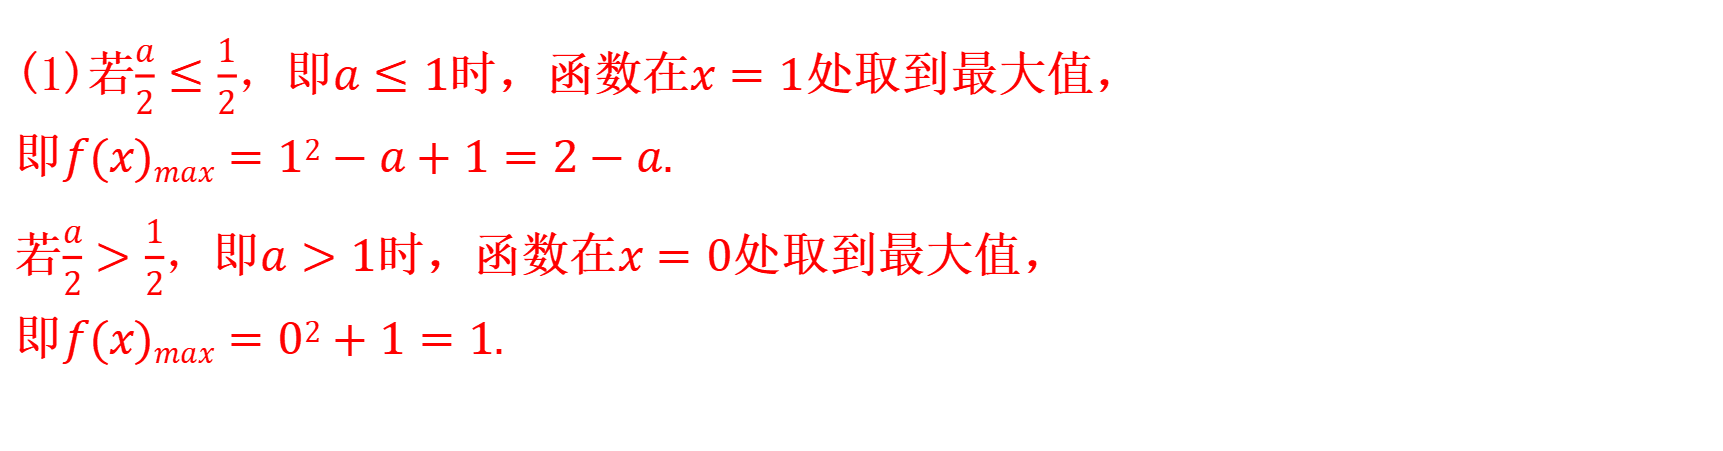 (1)若a/2 ≤ 1/2，即a ≤ 1时，函数在x = 1处取到最大值，
即f(x)max = 1² − a + 1 = 2 − a.
若a/2 > 1/2，即a > 1时，函数在x = 0处取到最大值，
即f(x)max = 0² + 1 = 1.